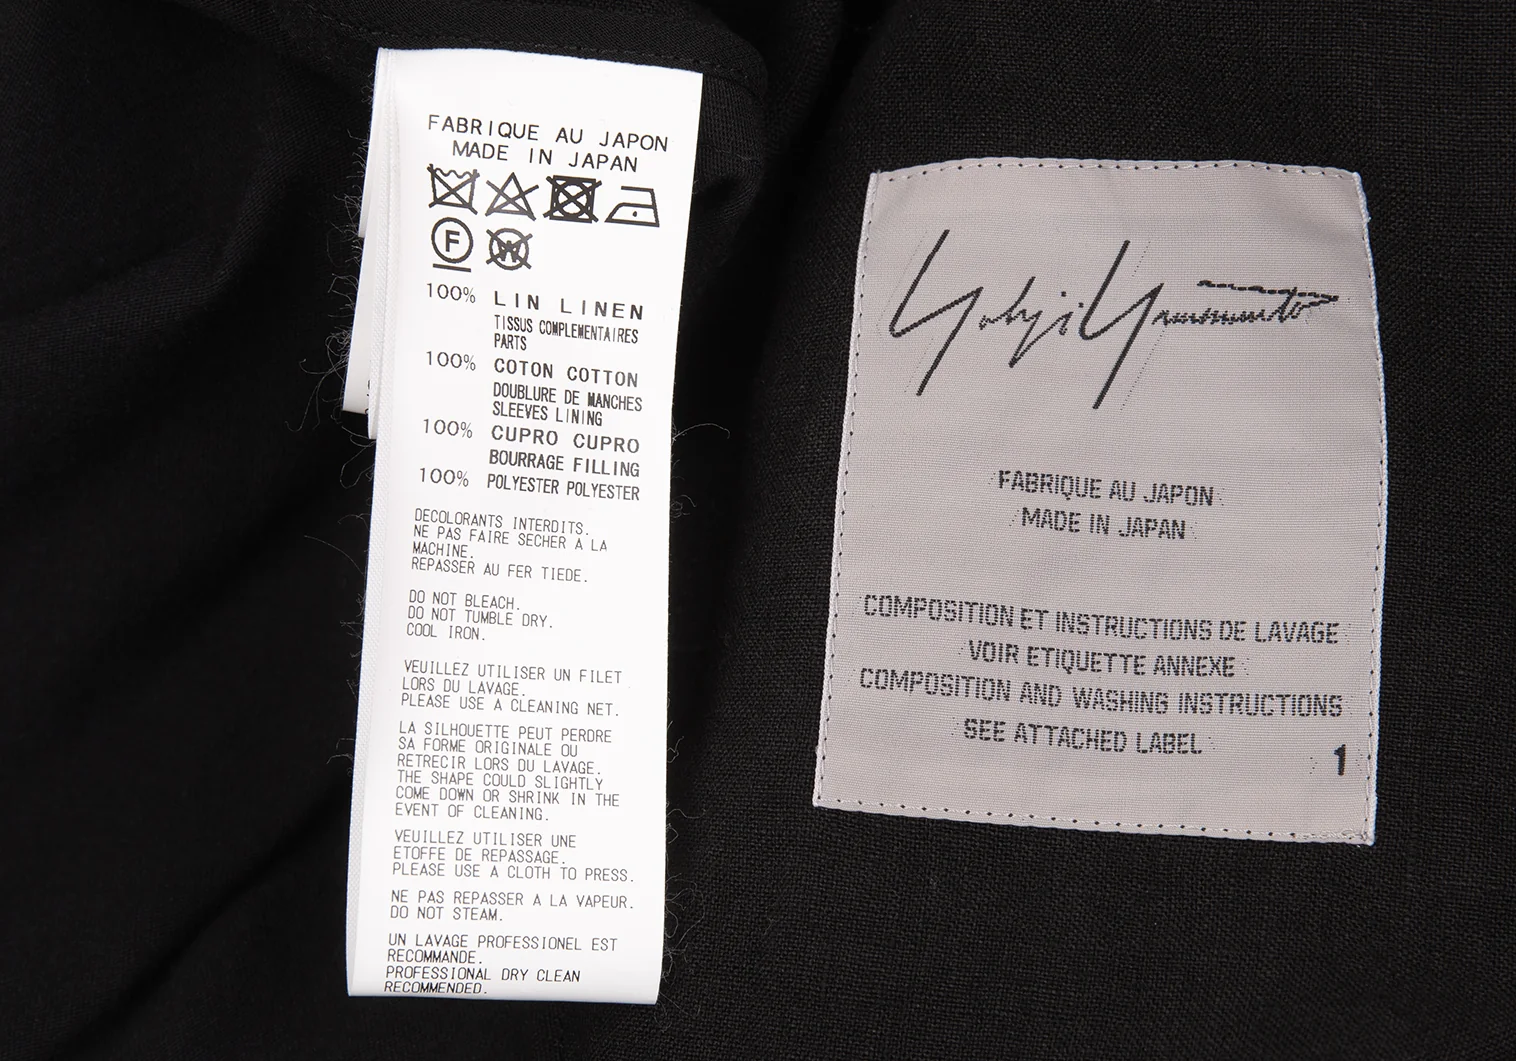 FABRIQUE AU JAPON
MADE IN JAPAN
F
W
100% LIN LINEN
TISSUS COMPLEMENTAIRES
PARTS
100% COTON COTTON
DOUBLURE DE MANCHES
SLEEVES LINING
100% CUPRO CUPRO
BOURRAGE FILLING
100% POLYESTER POLYESTER
DECOLORANTS INTERDITS.
NE PAS FAIRE SECHER A LA
MACHINE.
REPASSER AU FER TIEDE.
DO NOT BLEACH.
DO NOT TUMBLE DRY.
COOL IRON.
VEUILLEZ UTILISER UN FILET
LORS DU LAVAGE.
PLEASE USE A CLEANING NET.
LA SILHOUETTE PEUT PERDRE
SA FORME ORIGINALE OU
RETRECIR LORS DU LAVAGE.
THE SHAPE COULD SLIGHTLY
COME DOWN OR SHRINK IN THE
EVENT OF CLEANING.
VEUILLEZ UTILISER UNE
ETOFFE DE REPASSAGE.
PLEASE USE A CLOTH TO PRESS.
NE PAS REPASSER A LA VAPEUR.
DO NOT STEAM.
UN LAVAGE PROFESSIONEL EST
RECOMMANDE.
PROFESSIONAL DRY CLEAN
RECOMMENDED.
Yohji Yamamoto
FABRIQUE AU JAPON
MADE IN JAPAN
COMPOSITION ET INSTRUCTIONS DE LAVAGE
VOIR ETIQUETTE ANNEXE
COMPOSITION AND WASHING INSTRUCTIONS
SEE ATTACHED LABEL
1